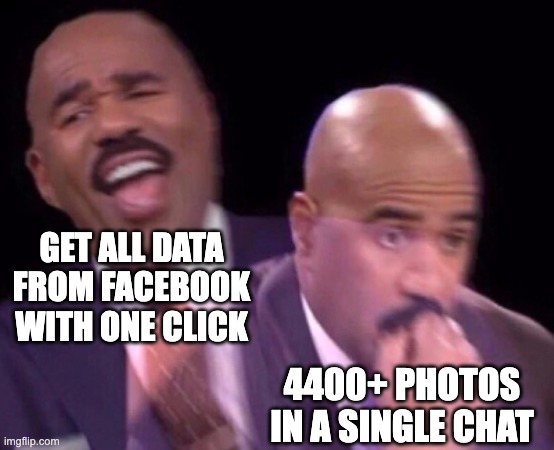 GET ALL DATA
FROM FACEBOOK
WITH ONE CLICK
4400+ PHOTOS
IN A SINGLE CHAT
imgflip.com